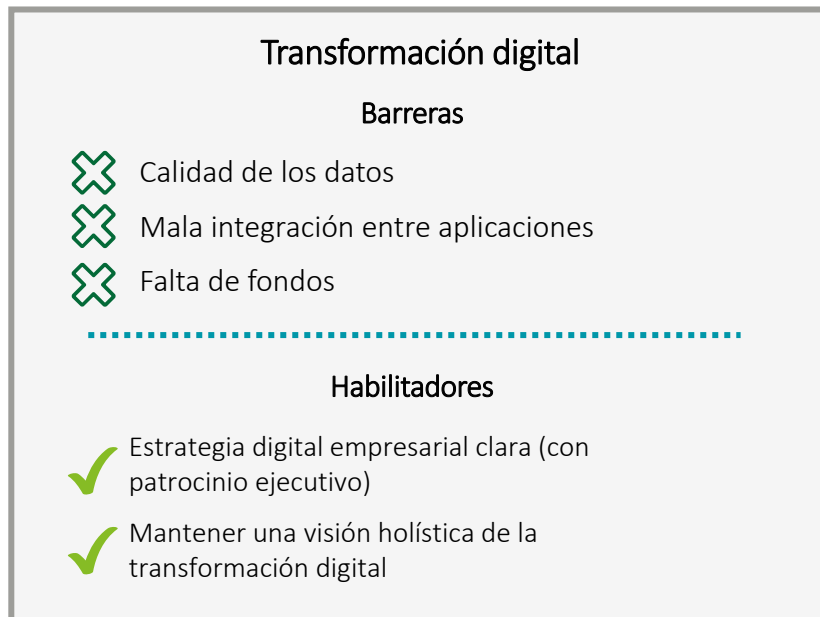 Transformación digital
Barreras
Calidad de los datos
Mala integración entre aplicaciones
Falta de fondos
Habilitadores
Estrategia digital empresarial clara (con
patrocinio ejecutivo)
Mantener una visión holística de la
transformación digital